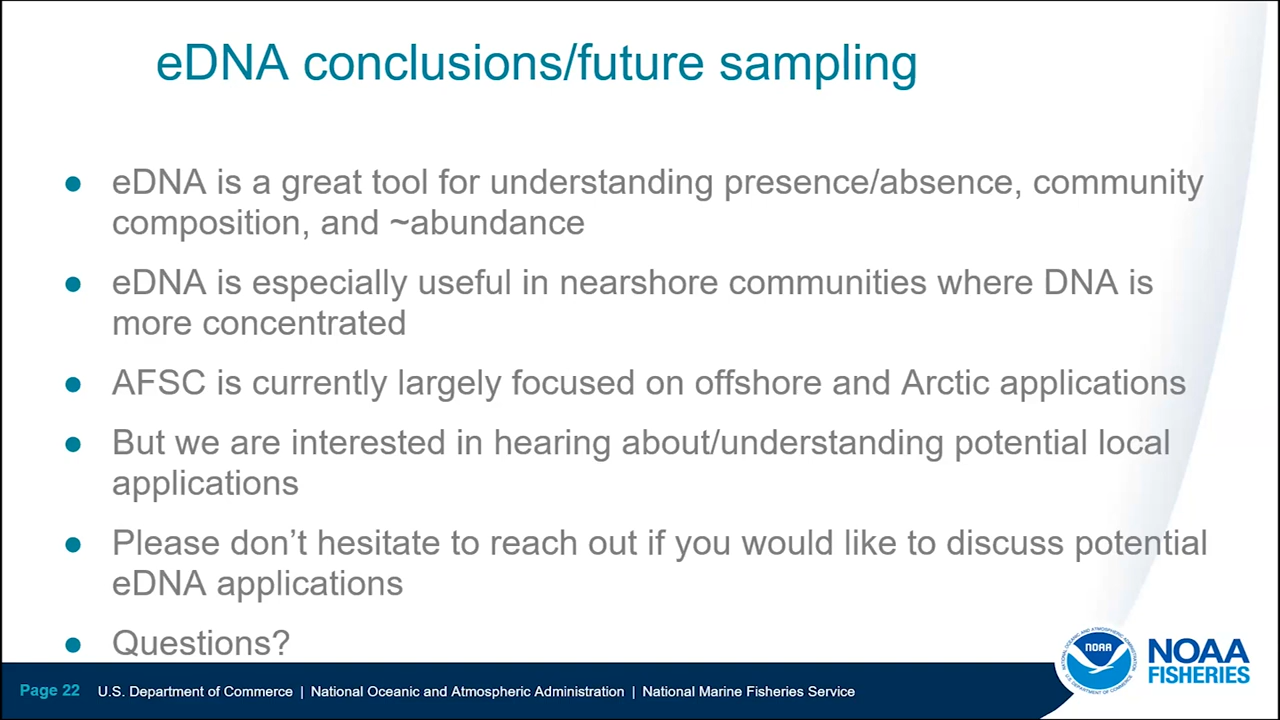 eDNA conclusions/future sampling
● eDNA is a great tool for understanding presence/absence, community
composition, and ~abundance
● eDNA is especially useful in nearshore communities where DNA is
more concentrated
● AFSC is currently largely focused on offshore and Arctic applications
● But we are interested in hearing about/understanding potential local
applications
● Please don’t hesitate to reach out if you would like to discuss potential
eDNA applications
● Questions?
NOAA
NOAA
FISHERIES
Page 22 U.S. Department of Commerce | National Oceanic and Atmospheric Administration | National Marine Fisheries Service